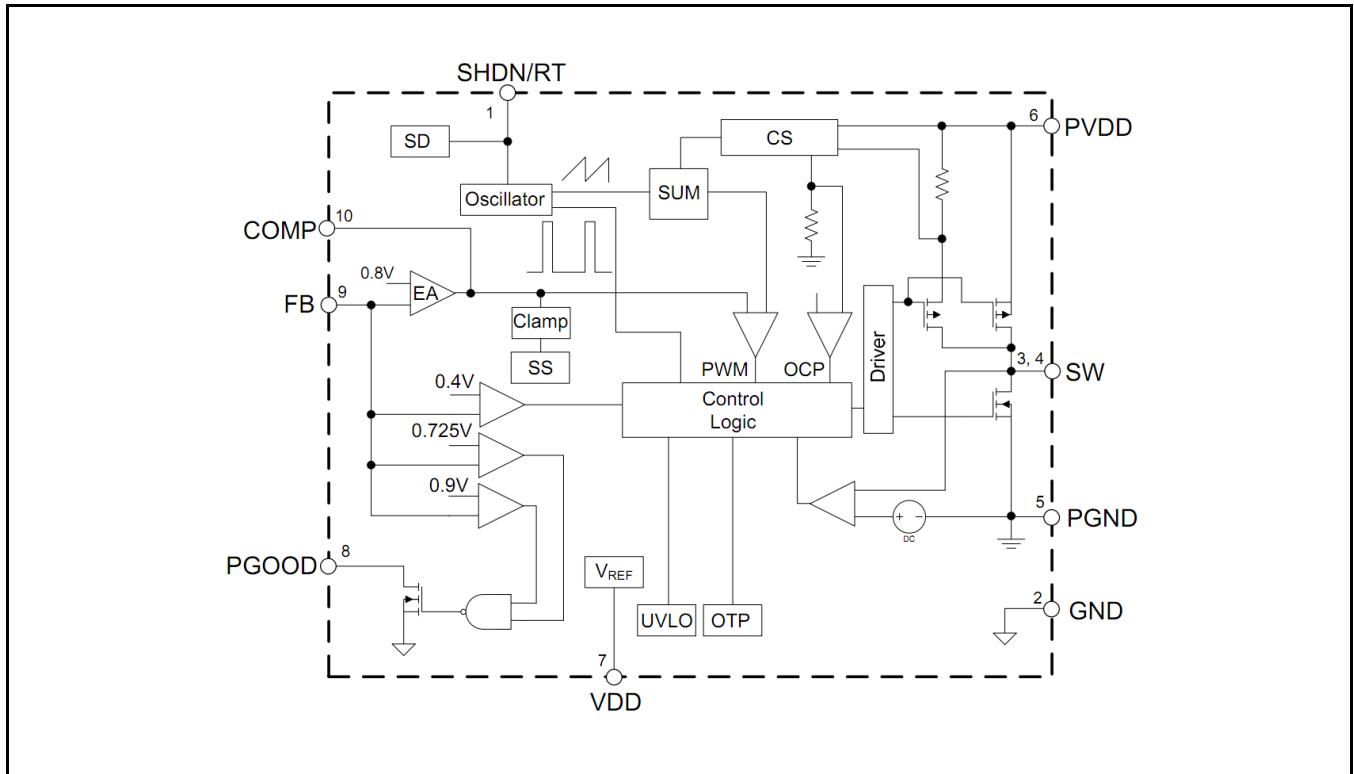 SHDN/RT
1
6
PVDD
SD
CS
Oscillator
SUM
10
COMP
0.8V
EA
9
FB
Clamp
SS
PWM
OCP
Driver
3, 4
SW
0.4V
Control
Logic
0.725V
0.9V
+ -
DC
5
PGND
8
PGOOD
VREF
UVLO
OTP
2
GND
7
VDD